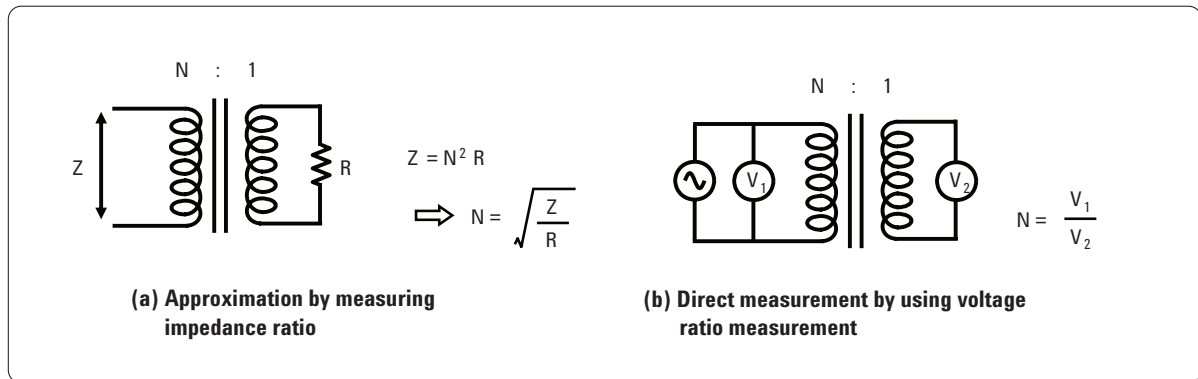 N : 1
Z
R
Z = N² R
⇨ N = √(Z/R)
(a) Approximation by measuring
impedance ratio
N : 1
V₁
V₂
N = V₁/V₂
(b) Direct measurement by using voltage
ratio measurement